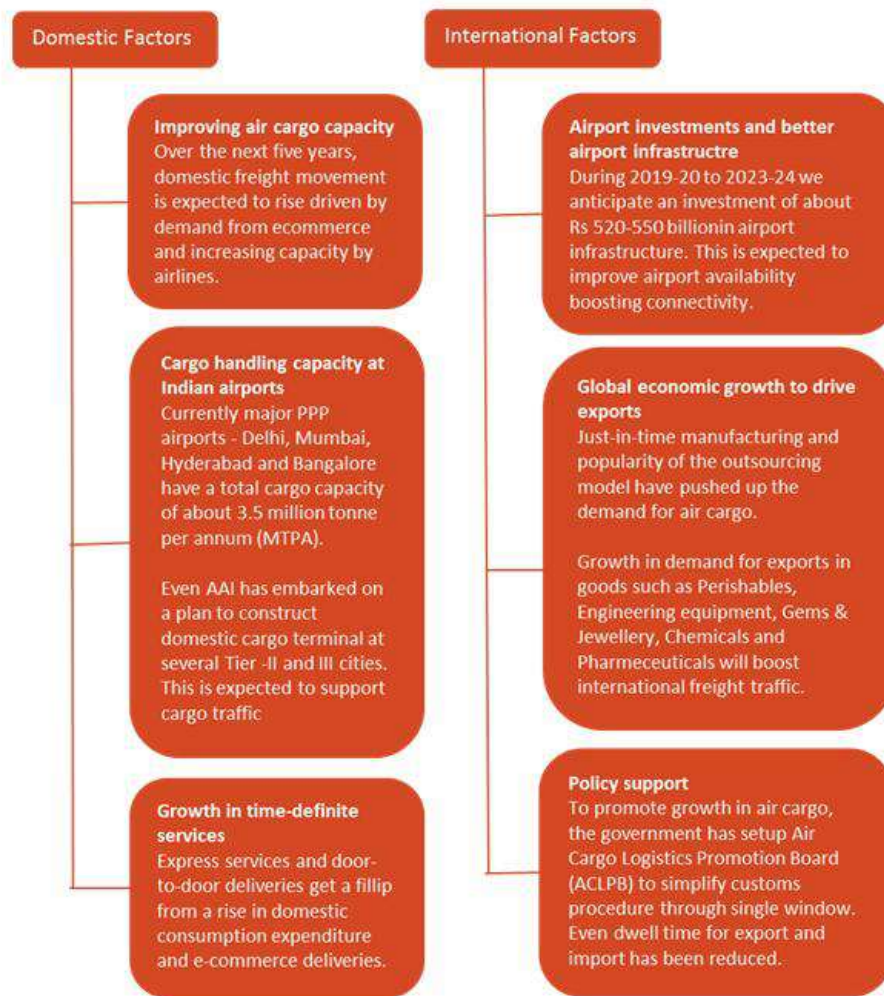 Domestic Factors
Improving air cargo capacity
Over the next five years,
domestic freight movement
is expected to rise driven by
demand from ecommerce
and increasing capacity by
airlines.
Cargo handling capacity at
Indian airports
Currently major PPP
airports - Delhi, Mumbai,
Hyderabad and Bangalore
have a total cargo capacity
of about 3.5 million tonne
per annum (MTPA).
Even AAI has embarked on
a plan to construct
domestic cargo terminal at
several Tier -II and III cities.
This is expected to support
cargo traffic
Growth in time-definite
services
Express services and door-
to-door deliveries get a fillip
from a rise in domestic
consumption expenditure
and e-commerce deliveries.
International Factors
Airport investments and better
airport infrastructre
During 2019-20 to 2023-24 we
anticipate an investment of about
Rs 520-550 billionin airport
infrastructure. This is expected to
improve airport availability
boosting connectivity.
Global economic growth to drive
exports
Just-in-time manufacturing and
popularity of the outsourcing
model have pushed up the
demand for air cargo.
Growth in demand for exports in
goods such as Perishables,
Engineering equipment, Gems &
Jewellery, Chemicals and
Pharmeceuticals will boost
international freight traffic.
Policy support
To promote growth in air cargo,
the government has setup Air
Cargo Logistics Promotion Board
(ACLPB) to simplify customs
procedure through single window.
Even dwell time for export and
import has been reduced.